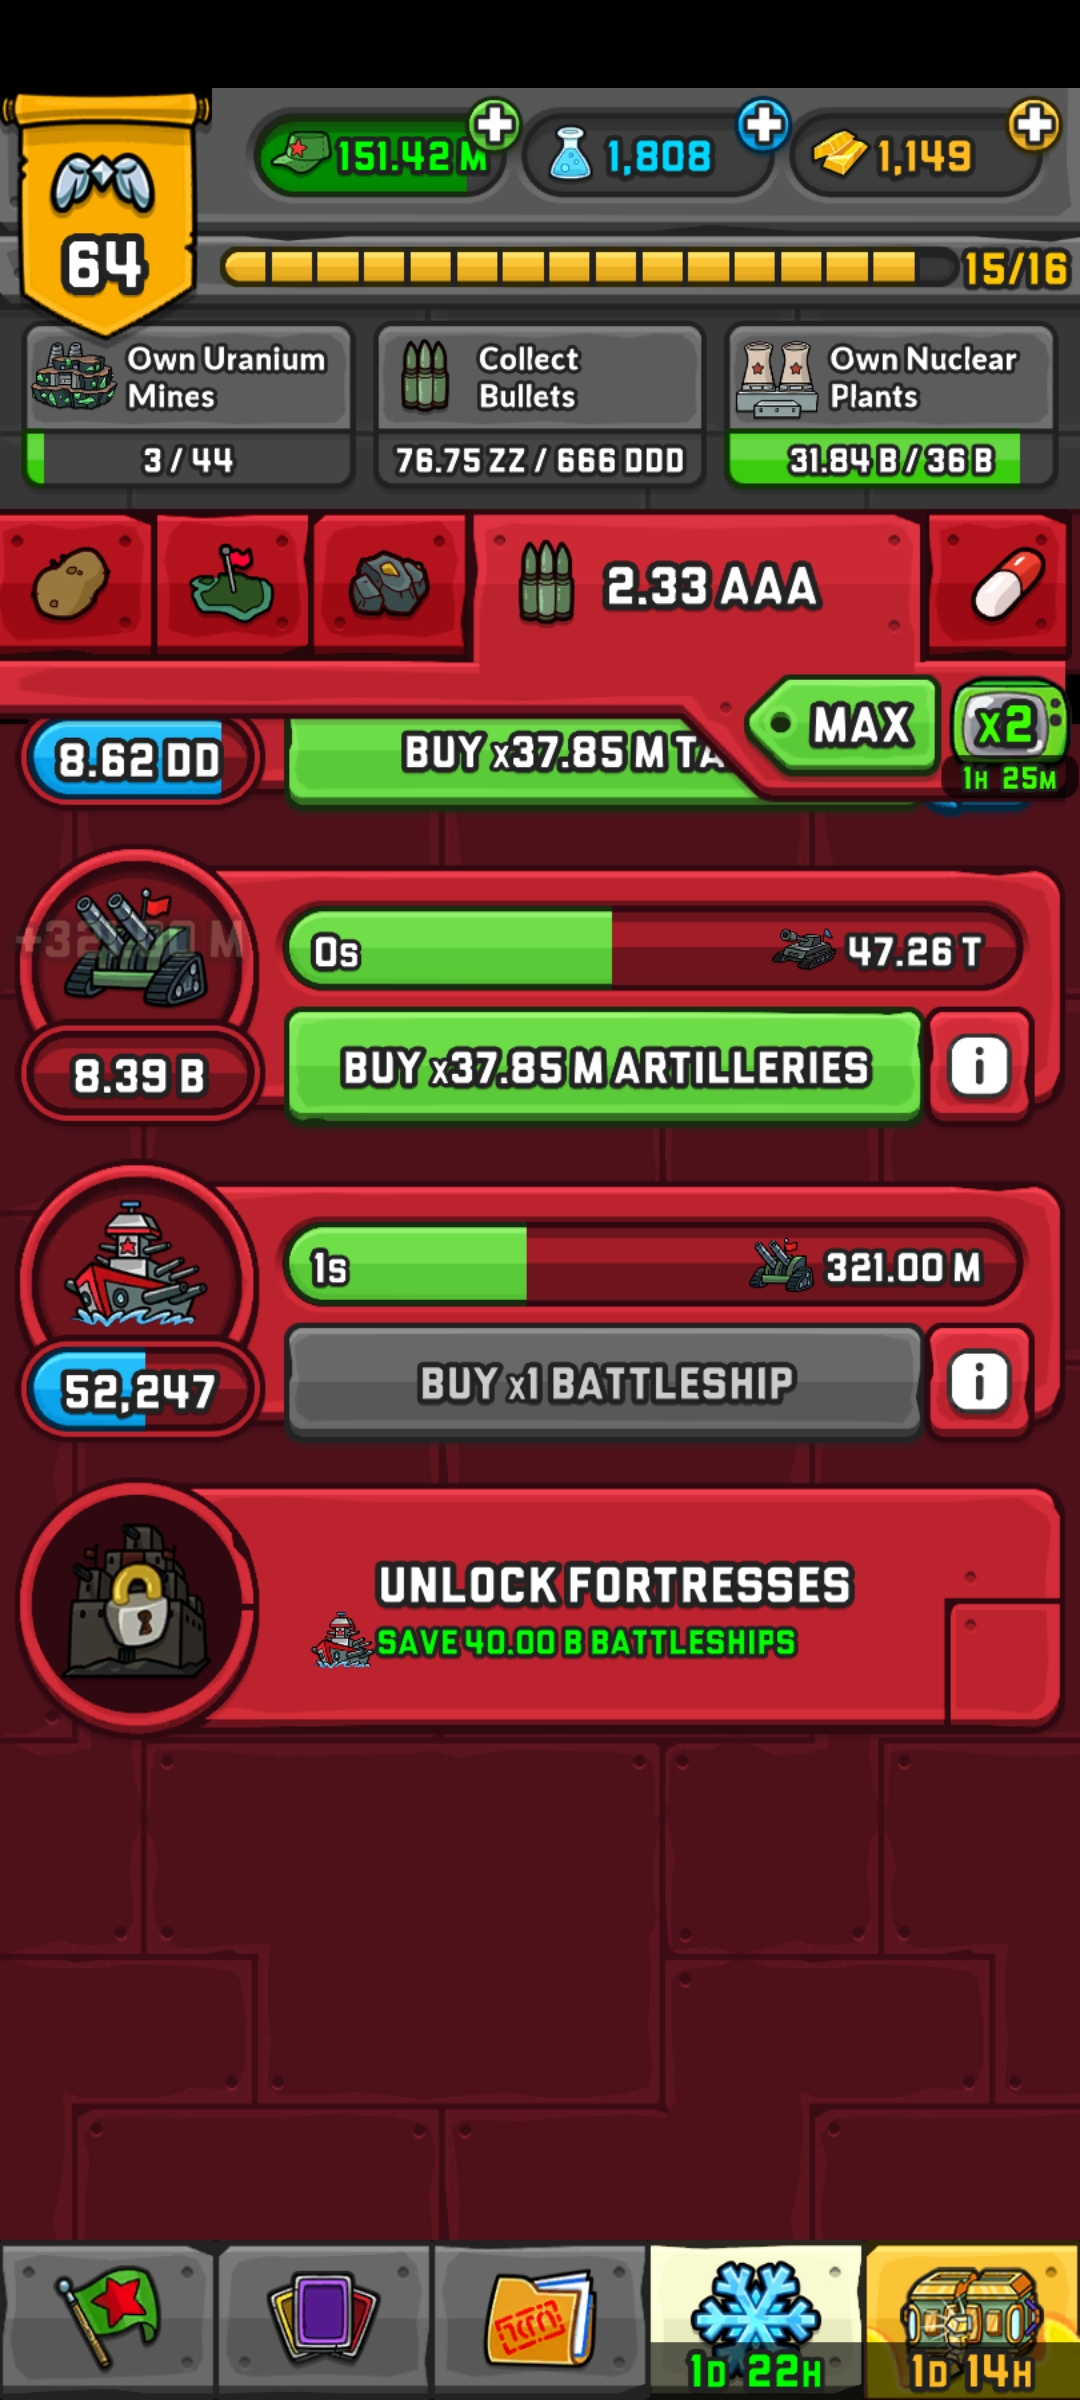 151.42 M
1,808
1,149
64
15/16
Own Uranium
Mines
3 / 44
Collect
Bullets
76.75 ZZ / 666 DDD
Own Nuclear
Plants
31.84 B / 36 B
2.33 AAA
MAX
X2
1H 25M
8.62 DD
BUY x37.85 M TA
0s
47.26 T
8.39 B
BUY x37.85 M ARTILLERIES
i
1s
321.00 M
52,247
BUY x1 BATTLESHIP
i
UNLOCK FORTRESSES
SAVE 40.00 B BATTLESHIPS
1D 22H
1D 14H